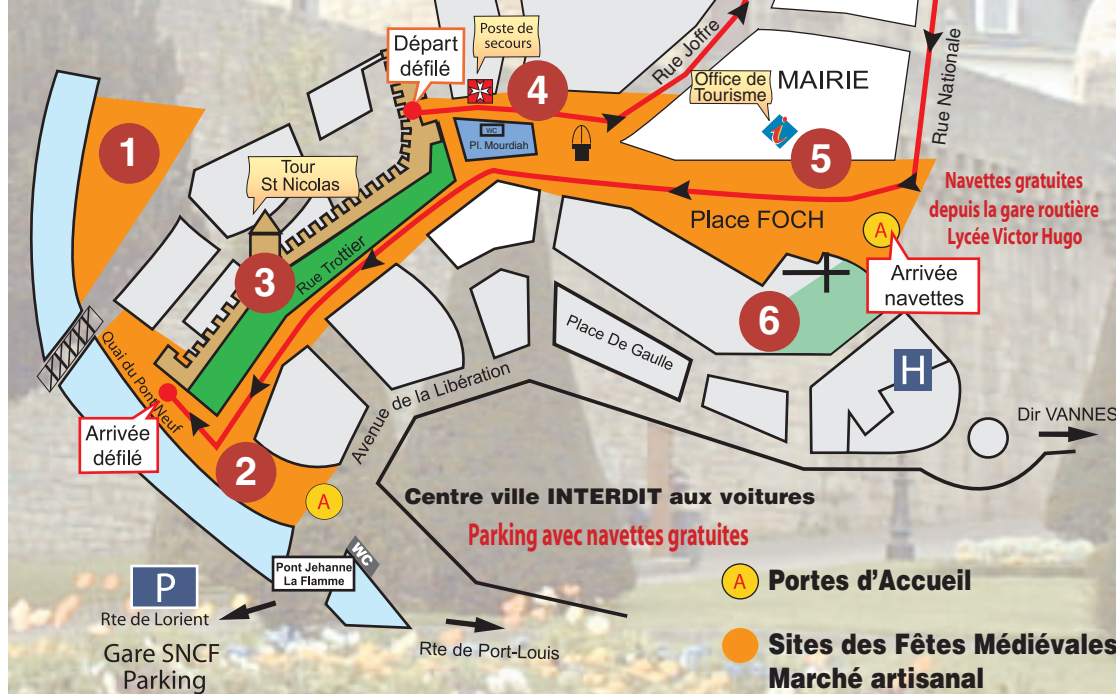 Poste de
secours
Départ
défilé
4
Rue Joffre
Rue Nationale
MAIRIE
Office de
Tourisme
i
WC
Pl. Mourdiah
5
1
Tour
St Nicolas
Navettes gratuites
depuis la gare routière
Lycée Victor Hugo
Place FOCH
A
Arrivée
navettes
Rue Trottier
3
6
Place De Gaulle
H
Quai du Pont Neuf
Avenue de la Libération
Dir VANNES
Arrivée
défilé
2
A
Centre ville INTERDIT aux voitures
Parking avec navettes gratuites
WC
Pont Jehanne
La Flamme
P
Rte de Lorient
Gare SNCF
Parking
Rte de Port-Louis
A Portes d'Accueil
Sites des Fêtes Médiévales
Marché artisanal